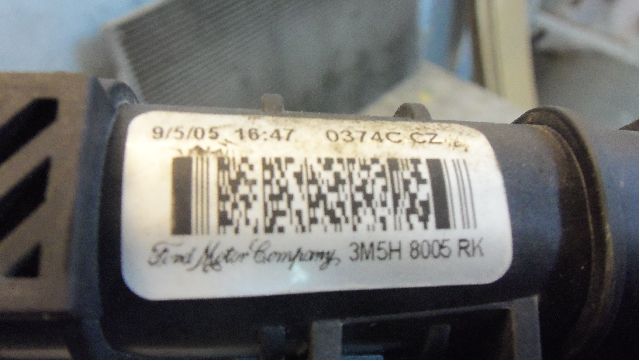 9/5/05 16:47 0374C CZ
Ford Motor Company 3M5H 8005 RK